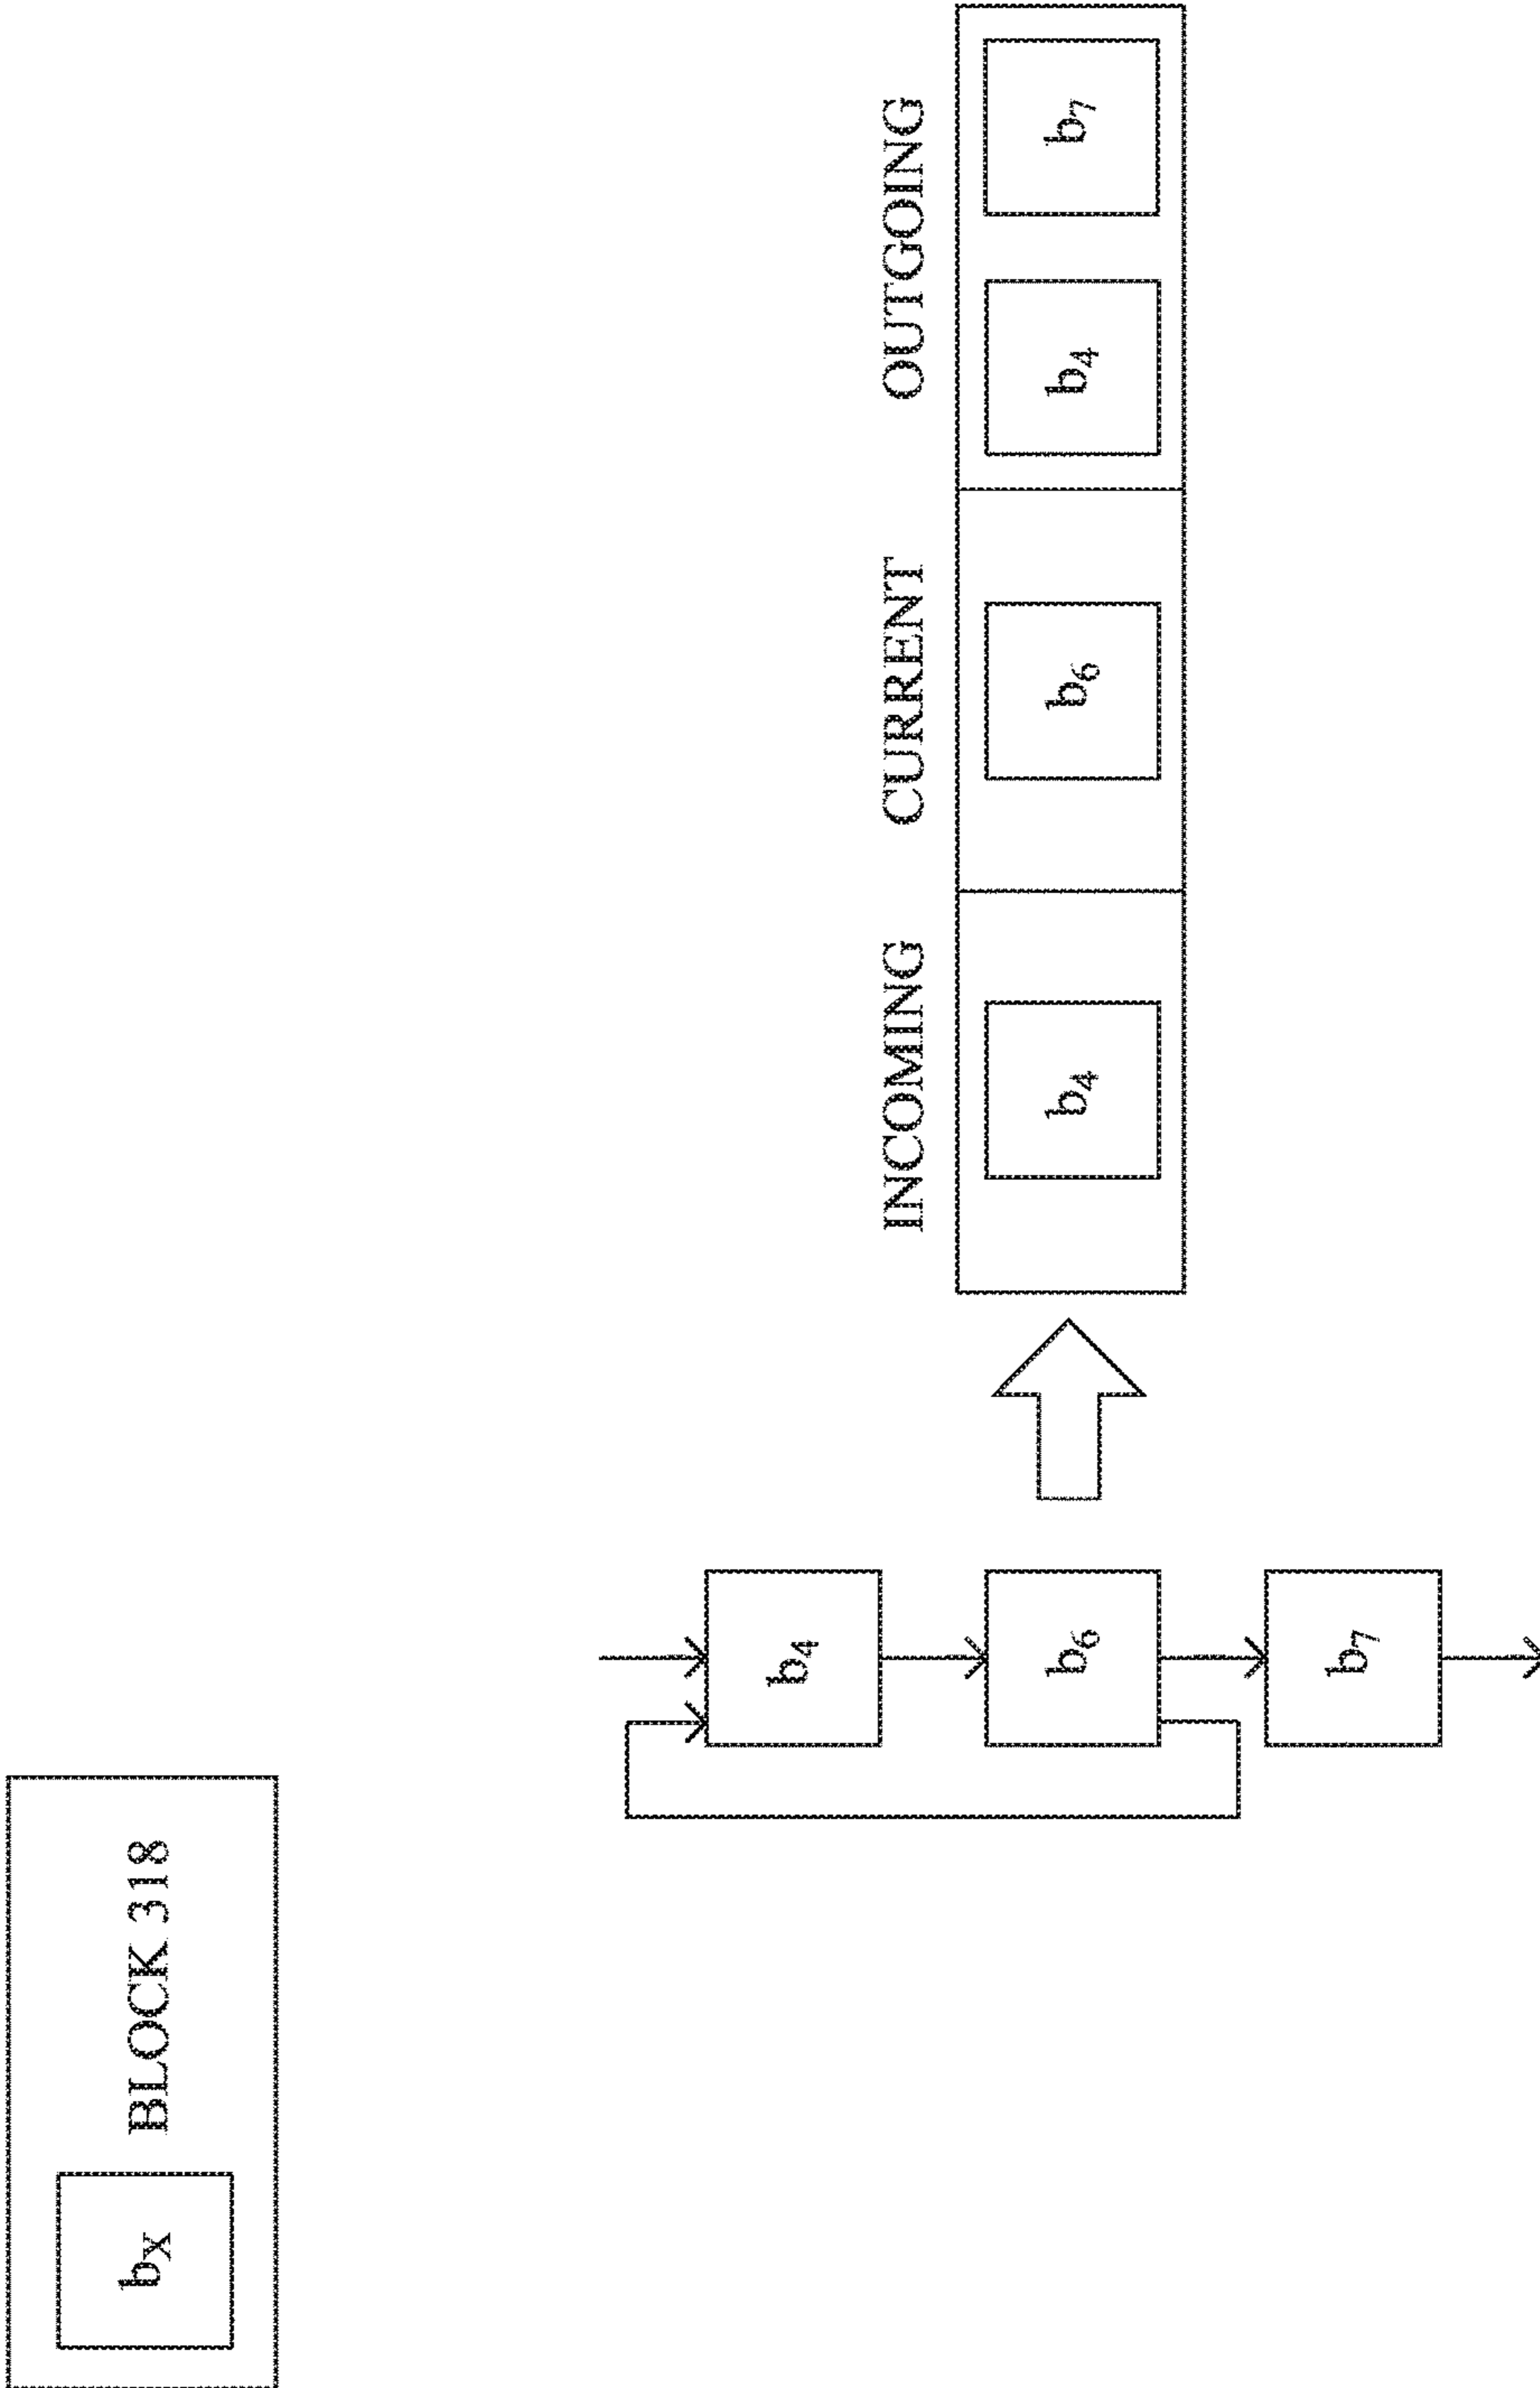 bX BLOCK 318
b4
INCOMING CURRENT OUTGOING
b6 b4 b6 b4 b7
b7